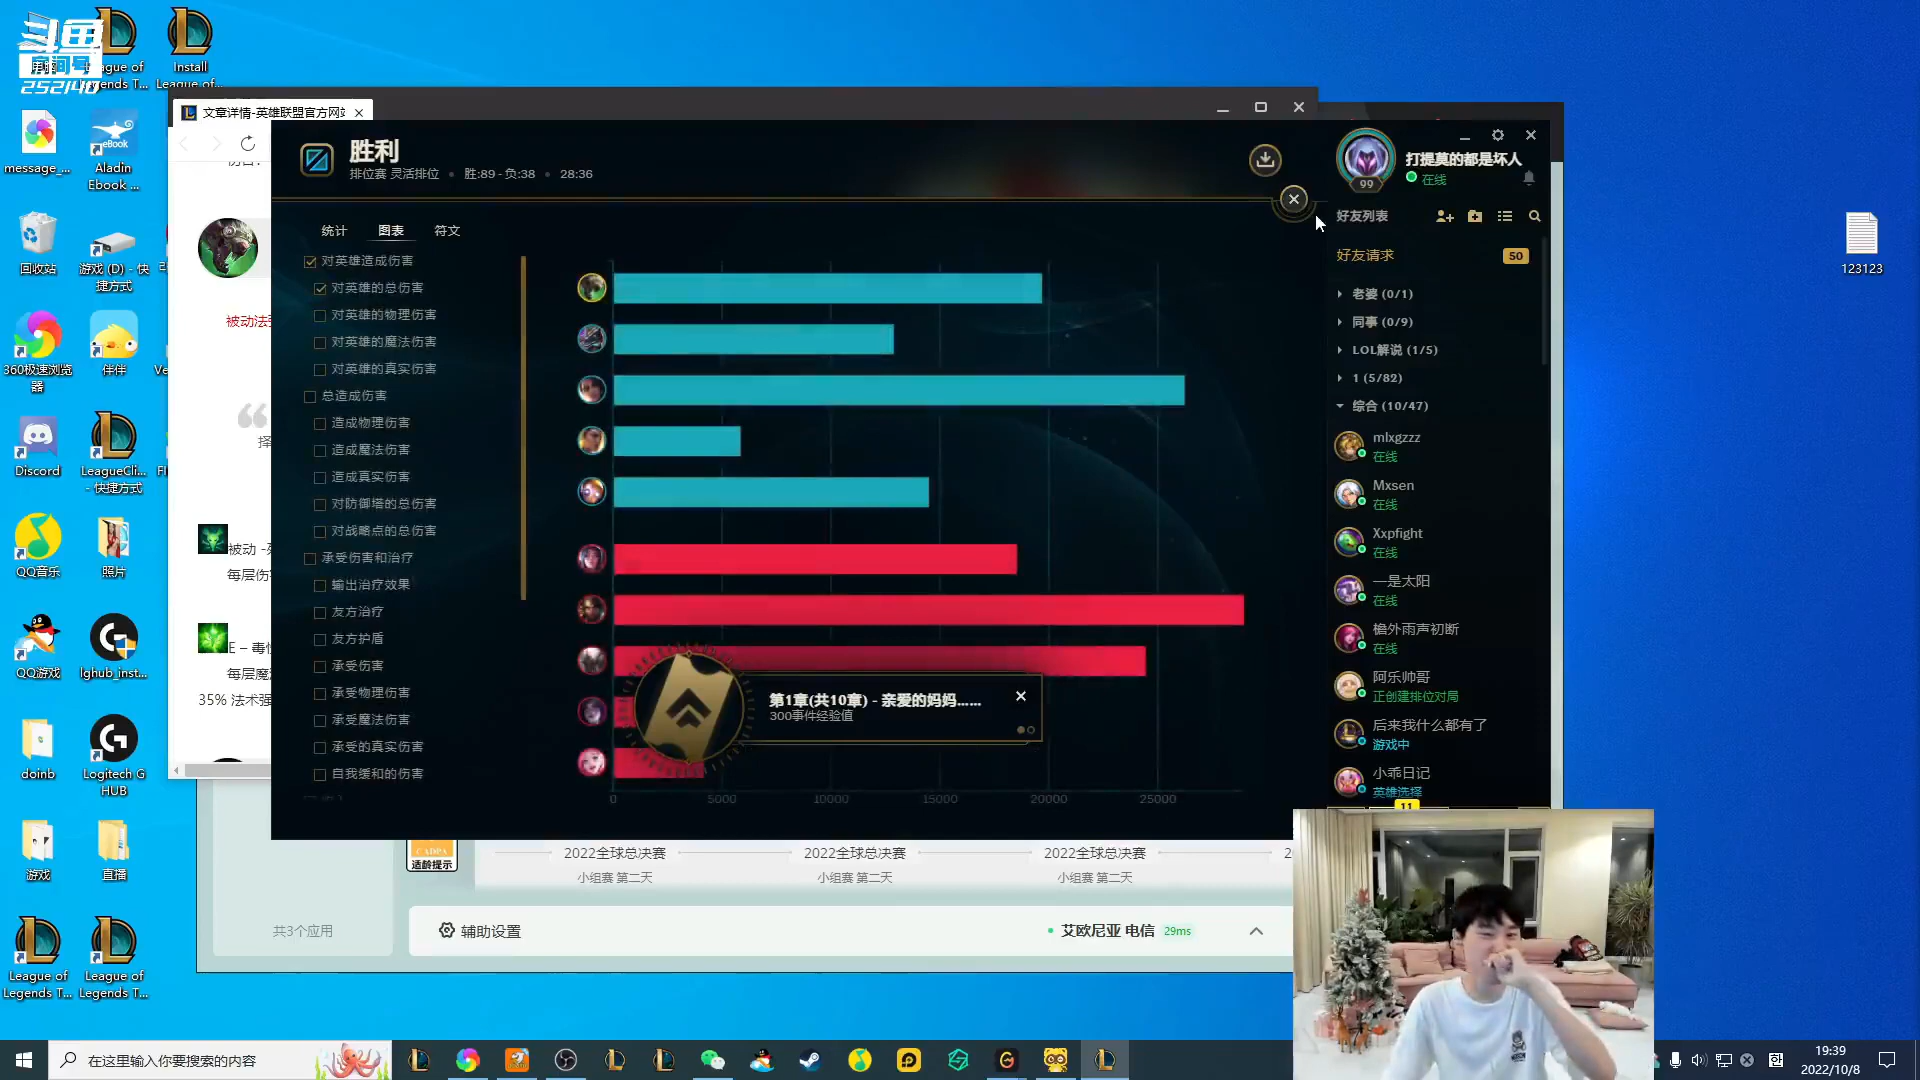 斗鱼
房间号
252140
League of
Legends T...
Install
League of...
message_...
Aladin
Ebook ...
回收站
游戏 (D) - 快
捷方式
360极速浏览
器
伴伴
Discord
LeagueCli...
- 快捷方式
QQ音乐
照片
QQ游戏
lghub_inst...
doinb
Logitech G
HUB
游戏
直播
League of
Legends T...
League of
Legends T...
123123
文章详情-英雄联盟官方网站
被动法强
择
被动 -死
每层伤害
E – 毒性
每层魔法
35% 法术强
胜利
排位赛 灵活排位 • 胜:89 - 负:38 • 28:36
统计
图表
符文
对英雄造成伤害
对英雄的总伤害
对英雄的物理伤害
对英雄的魔法伤害
对英雄的真实伤害
总造成伤害
造成物理伤害
造成魔法伤害
造成真实伤害
对防御塔的总伤害
对战略点的总伤害
承受伤害和治疗
输出治疗效果
友方治疗
友方护盾
承受伤害
承受物理伤害
承受魔法伤害
承受的真实伤害
自我缓和的伤害
0
5000
10000
15000
20000
25000
第1章(共10章) - 亲爱的妈妈......
300事件经验值
99
打提莫的都是坏人
在线
好友列表
好友请求
50
老婆 (0/1)
同事 (0/9)
LOL解说 (1/5)
1 (5/82)
综合 (10/47)
mlxgzzz
在线
Mxsen
在线
Xxpfight
在线
一是太阳
在线
檐外雨声初断
在线
阿乐帅哥
正创建排位对局
后来我什么都有了
游戏中
小乖日记
英雄选择
11
CADPA
适龄提示
2022全球总决赛
小组赛 第二天
2022全球总决赛
小组赛 第二天
2022全球总决赛
小组赛 第二天
共3个应用
辅助设置
艾欧尼亚 电信
29ms
在这里输入你要搜索的内容
19:39
2022/10/8